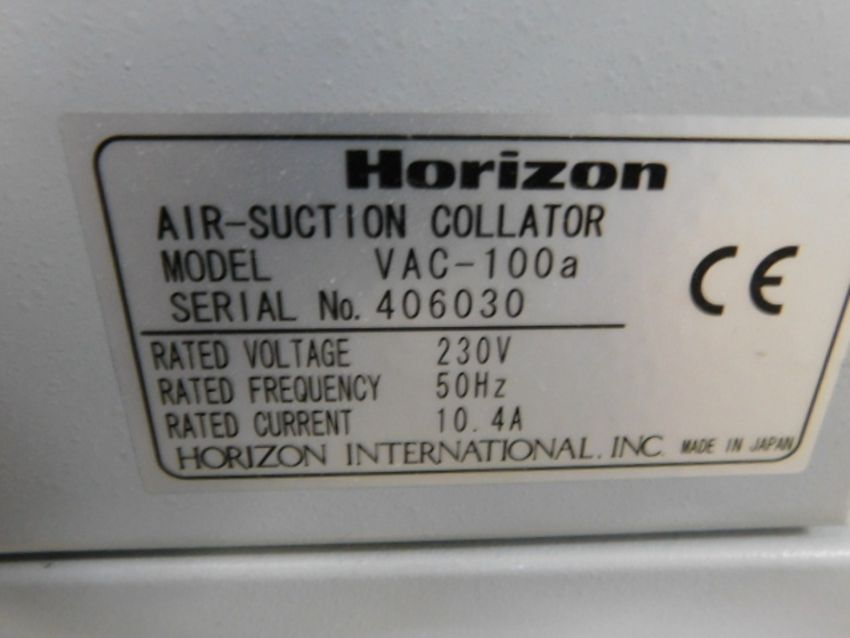 Horizon
AIR-SUCTION COLLATOR
MODEL VAC-100a
SERIAL No. 406030
CE
RATED VOLTAGE 230V
RATED FREQUENCY 50Hz
RATED CURRENT 10.4A
HORIZON INTERNATIONAL. INC. MADE IN JAPAN